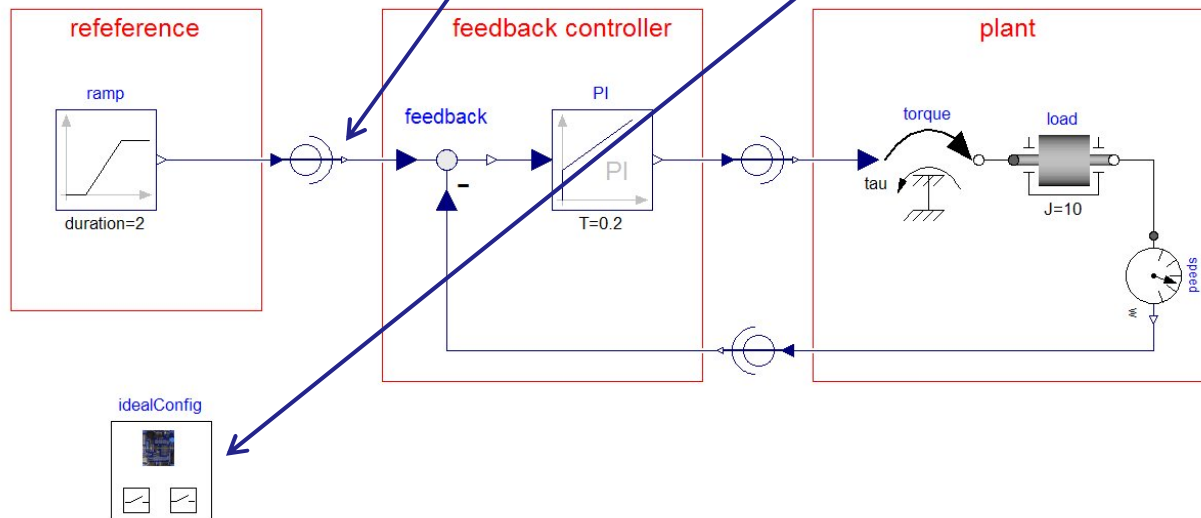 refeference
feedback controller
plant
ramp
duration=2
feedback
-
PI
PI
T=0.2
torque
tau
load
J=10
speed
w
idealConfig